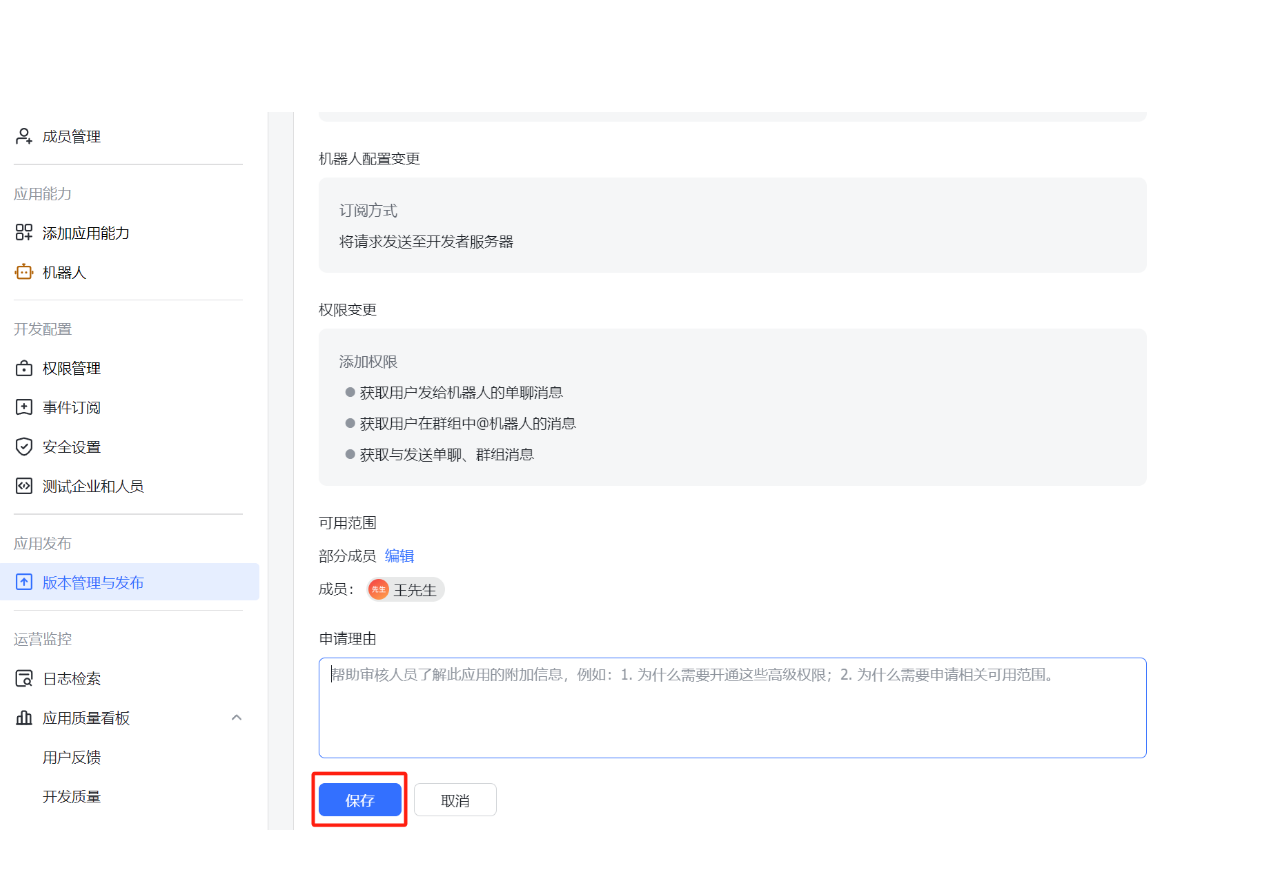 成员管理
应用能力
添加应用能力
机器人
开发配置
权限管理
事件订阅
安全设置
测试企业和人员
应用发布
版本管理与发布
运营监控
日志检索
应用质量看板
用户反馈
开发质量
机器人配置变更
订阅方式
将请求发送至开发者服务器
权限变更
添加权限
获取用户发给机器人的单聊消息
获取用户在群组中@机器人的消息
获取与发送单聊、群组消息
可用范围
部分成员 编辑
成员： 先生 王先生
申请理由
帮助审核人员了解此应用的附加信息，例如：1. 为什么需要开通这些高级权限；2. 为什么需要申请相关可用范围。
保存 取消